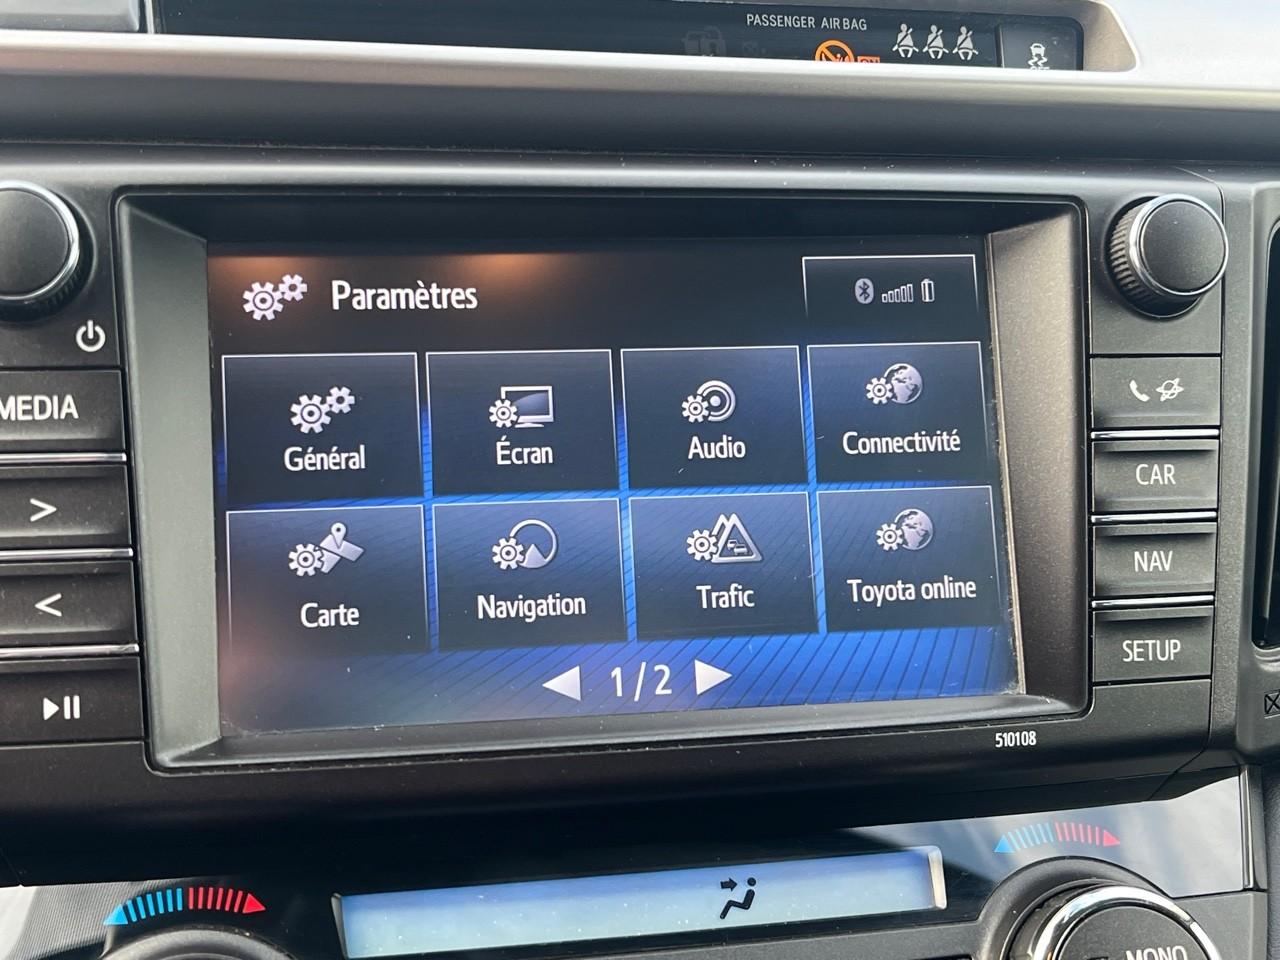 PASSENGER AIR BAG
Paramètres
MEDIA
Général
Écran
Audio
Connectivité
CAR
NAV
SETUP
Carte
Navigation
Trafic
Toyota online
1/2
510108
MONO